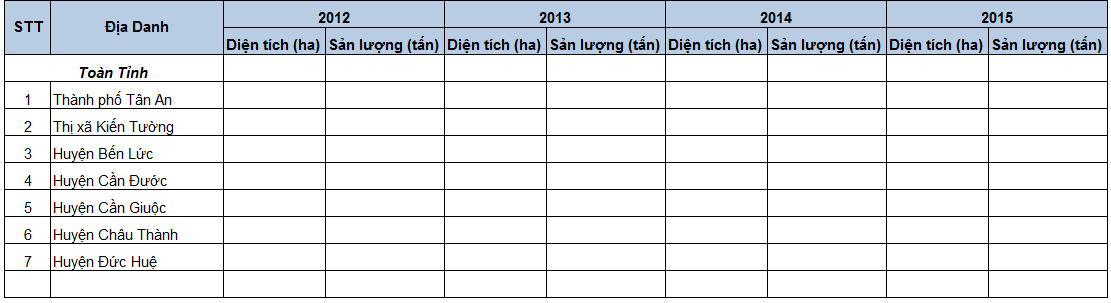 STT Địa Danh 2012 2013 2014 2015
Diện tích (ha) Sản lượng (tấn) Diện tích (ha) Sản lượng (tấn) Diện tích (ha) Sản lượng (tấn) Diện tích (ha) Sản lượng (tấn)
Toàn Tỉnh
1 Thành phố Tân An
2 Thị xã Kiến Tường
3 Huyện Bến Lức
4 Huyện Cần Đước
5 Huyện Cần Giuộc
6 Huyện Châu Thành
7 Huyện Đức Huệ